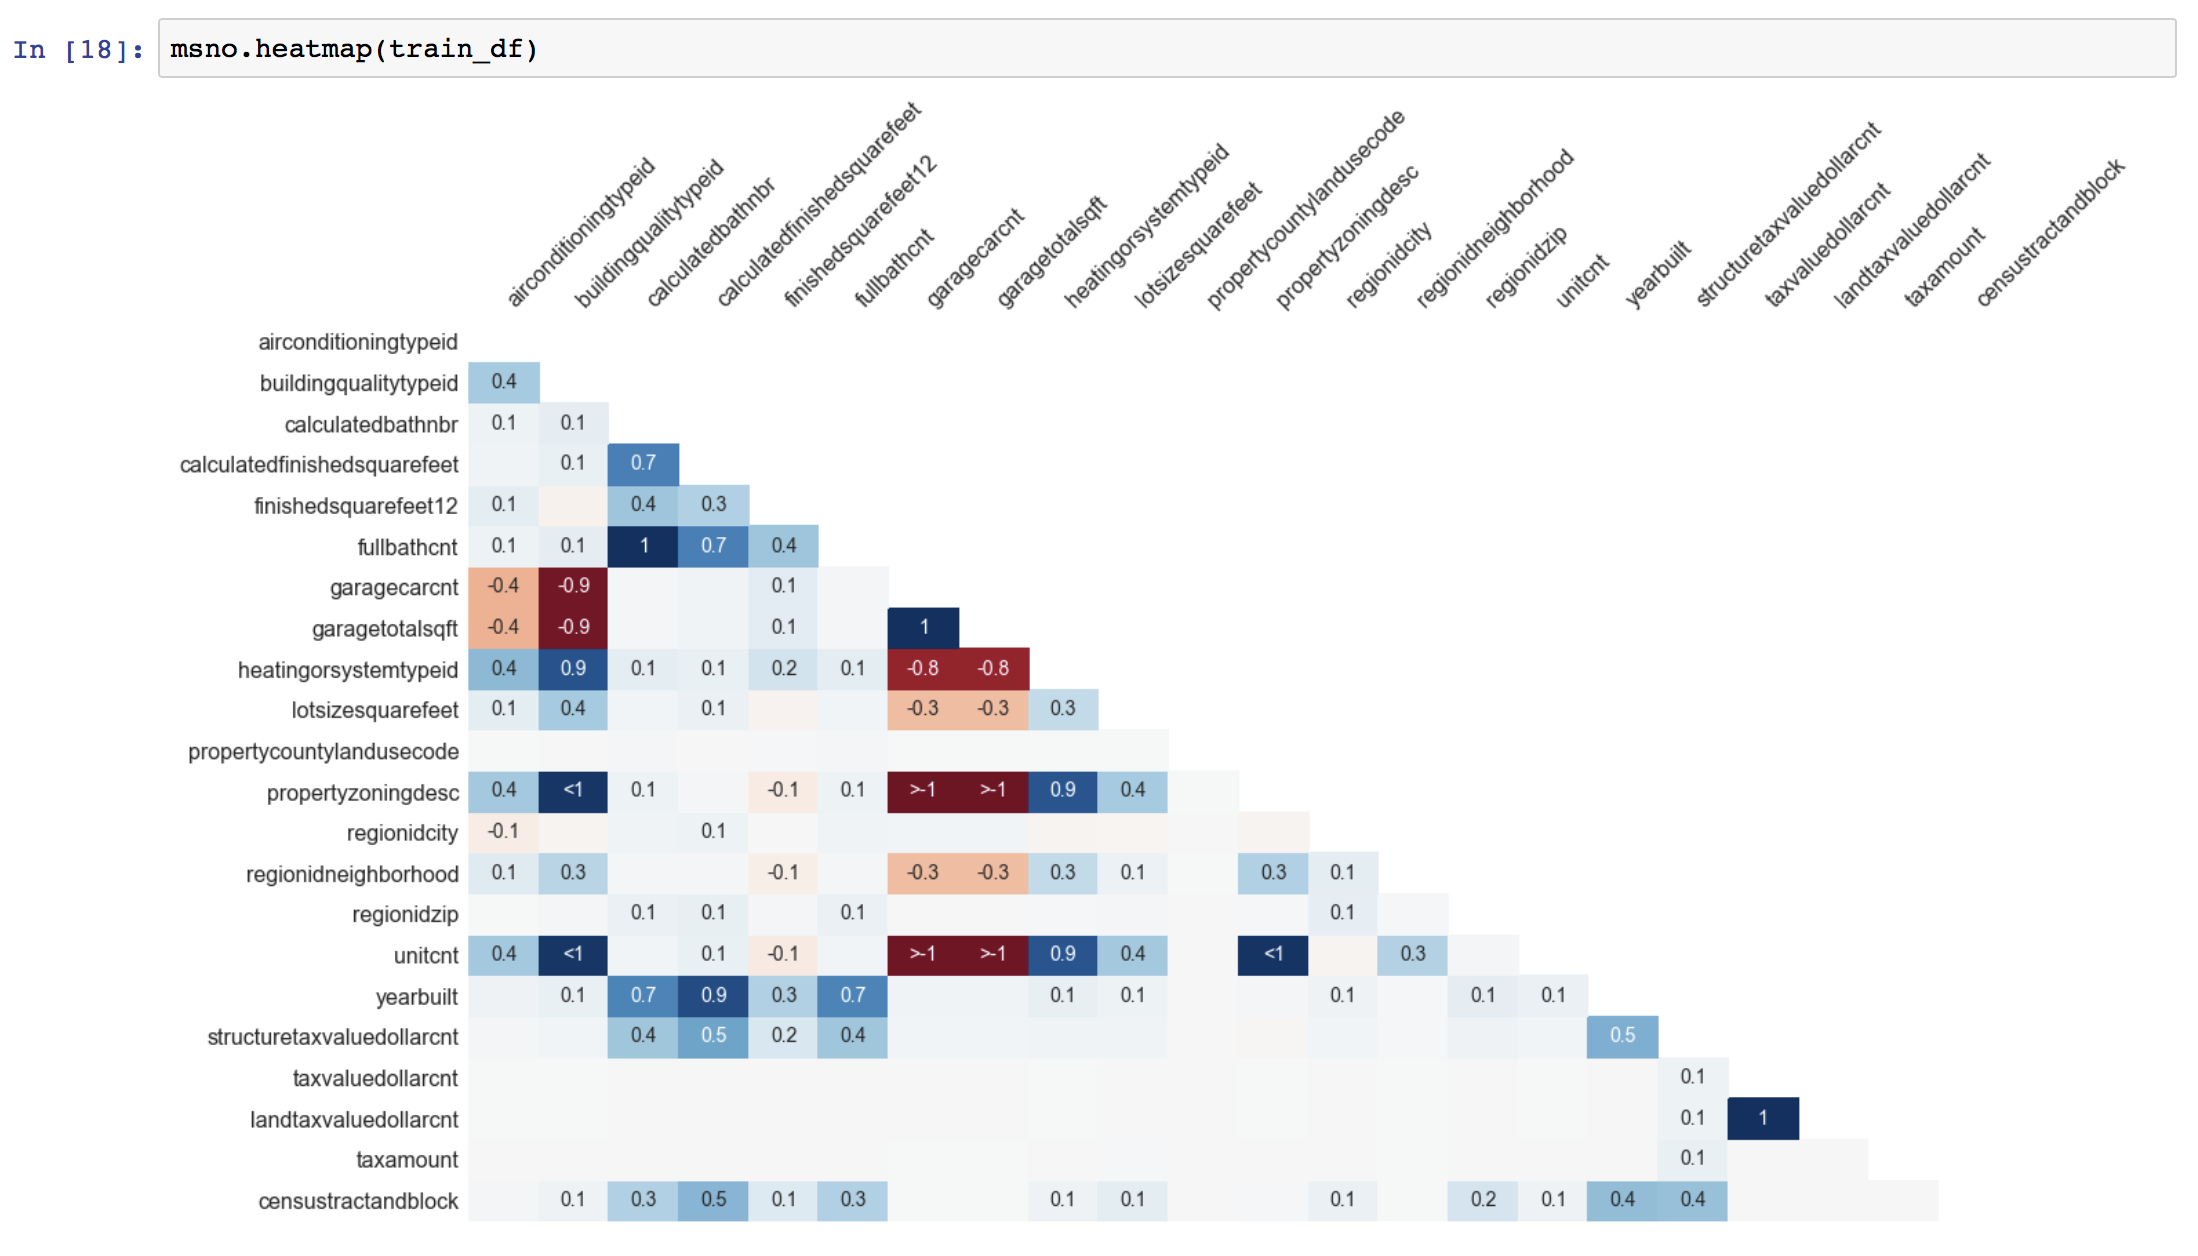 In [18]: msno.heatmap(train_df)
airconditioningtypeid
buildingqualitytypeid
calculatedbathnbr
calculatedfinishedsquarefeet
finishedsquarefeet12
fullbathcnt
garagecarcnt
garagetotalsqft
heatingorsystemtypeid
lotsizesquarefeet
propertycountylandusecode
propertyzoningdesc
regionidcity
regionidneighborhood
regionidzip
unitcnt
yearbuilt
structuretaxvaluedollarcnt
taxvaluedollarcnt
landtaxvaluedollarcnt
taxamount
censustractandblock
airconditioningtypeid
buildingqualitytypeid 0.4
calculatedbathnbr 0.1 0.1
calculatedfinishedsquarefeet 0.1 0.7
finishedsquarefeet12 0.1 0.4 0.3
fullbathcnt 0.1 0.1 1 0.7 0.4
garagecarcnt -0.4 -0.9 0.1
garagetotalsqft -0.4 -0.9 0.1 1
heatingorsystemtypeid 0.4 0.9 0.1 0.1 0.2 0.1 -0.8 -0.8
lotsizesquarefeet 0.1 0.4 0.1 -0.3 -0.3 0.3
propertycountylandusecode
propertyzoningdesc 0.4 <1 0.1 -0.1 0.1 >-1 >-1 0.9 0.4
regionidcity -0.1 0.1
regionidneighborhood 0.1 0.3 -0.1 -0.3 -0.3 0.3 0.1 0.3 0.1
regionidzip 0.1 0.1 0.1 0.1
unitcnt 0.4 <1 0.1 -0.1 >-1 >-1 0.9 0.4 <1 0.3
yearbuilt 0.1 0.7 0.9 0.3 0.7 0.1 0.1 0.1 0.1 0.1
structuretaxvaluedollarcnt 0.4 0.5 0.2 0.4 0.5
taxvaluedollarcnt 0.1
landtaxvaluedollarcnt 0.1 1
taxamount 0.1
censustractandblock 0.1 0.3 0.5 0.1 0.3 0.1 0.1 0.1 0.2 0.1 0.4 0.4